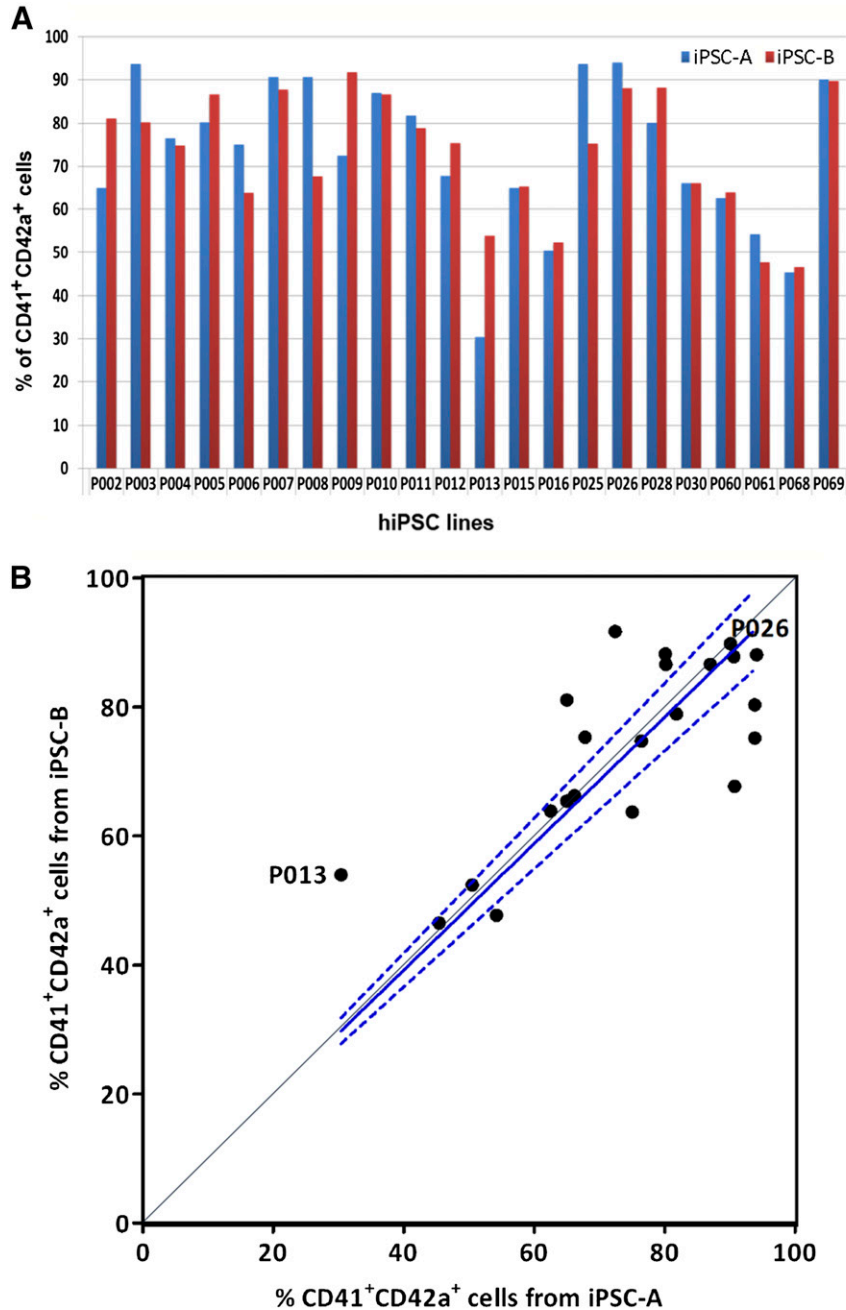 A
% of CD41⁺CD42a⁺ cells
100
90
80
70
60
50
40
30
20
10
0
iPSC-A iPSC-B
P002 P003 P004 P005 P006 P007 P008 P009 P010 P011 P012 P013 P015 P016 P025 P026 P028 P030 P060 P061 P068 P069
hiPSC lines
B
% CD41⁺CD42a⁺ cells from iPSC-B
100
80
60
40
20
0
P026
P013
0 20 40 60 80 100
% CD41⁺CD42a⁺ cells from iPSC-A